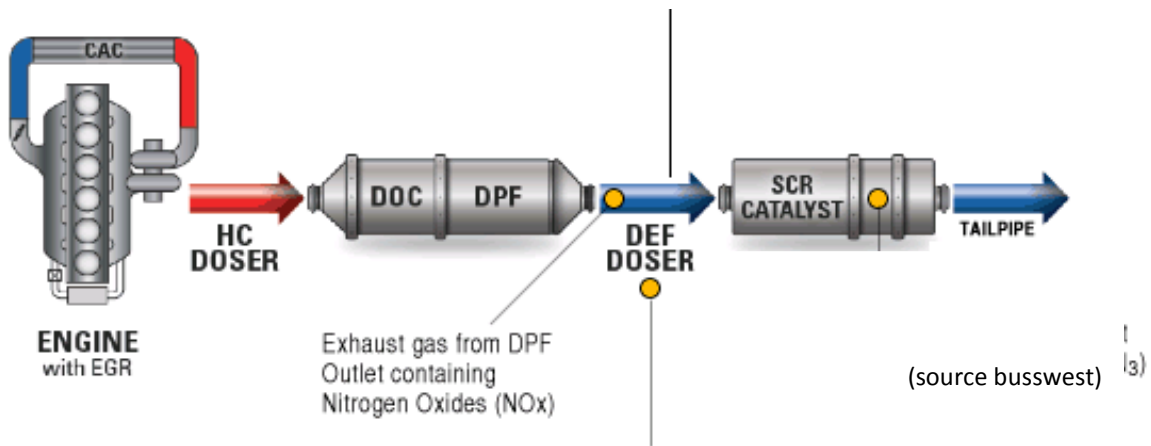 CAC
DOC
DPF
SCR
CATALYST
HC
DOSER
DEF
DOSER
TAILPIPE
ENGINE
with EGR
Exhaust gas from DPF
Outlet containing
Nitrogen Oxides (NOx)
(source busswest)